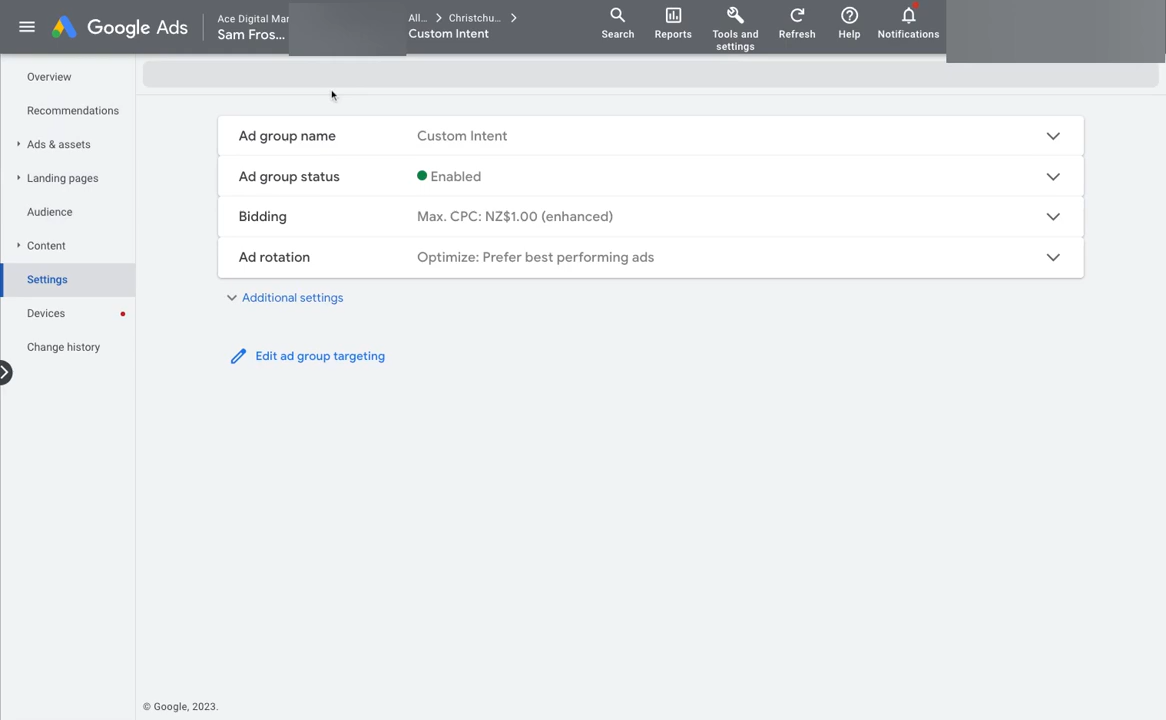 Google Ads
Ace Digital Mar
Sam Fros...
All... Christchu...
Custom Intent
Search
Reports
Tools and
settings
Refresh
Help
Notifications
Overview
Recommendations
Ads & assets
Landing pages
Audience
Content
Settings
Devices
Change history
Ad group name Custom Intent
Ad group status Enabled
Bidding Max. CPC: NZ$1.00 (enhanced)
Ad rotation Optimize: Prefer best performing ads
Additional settings
Edit ad group targeting
© Google, 2023.